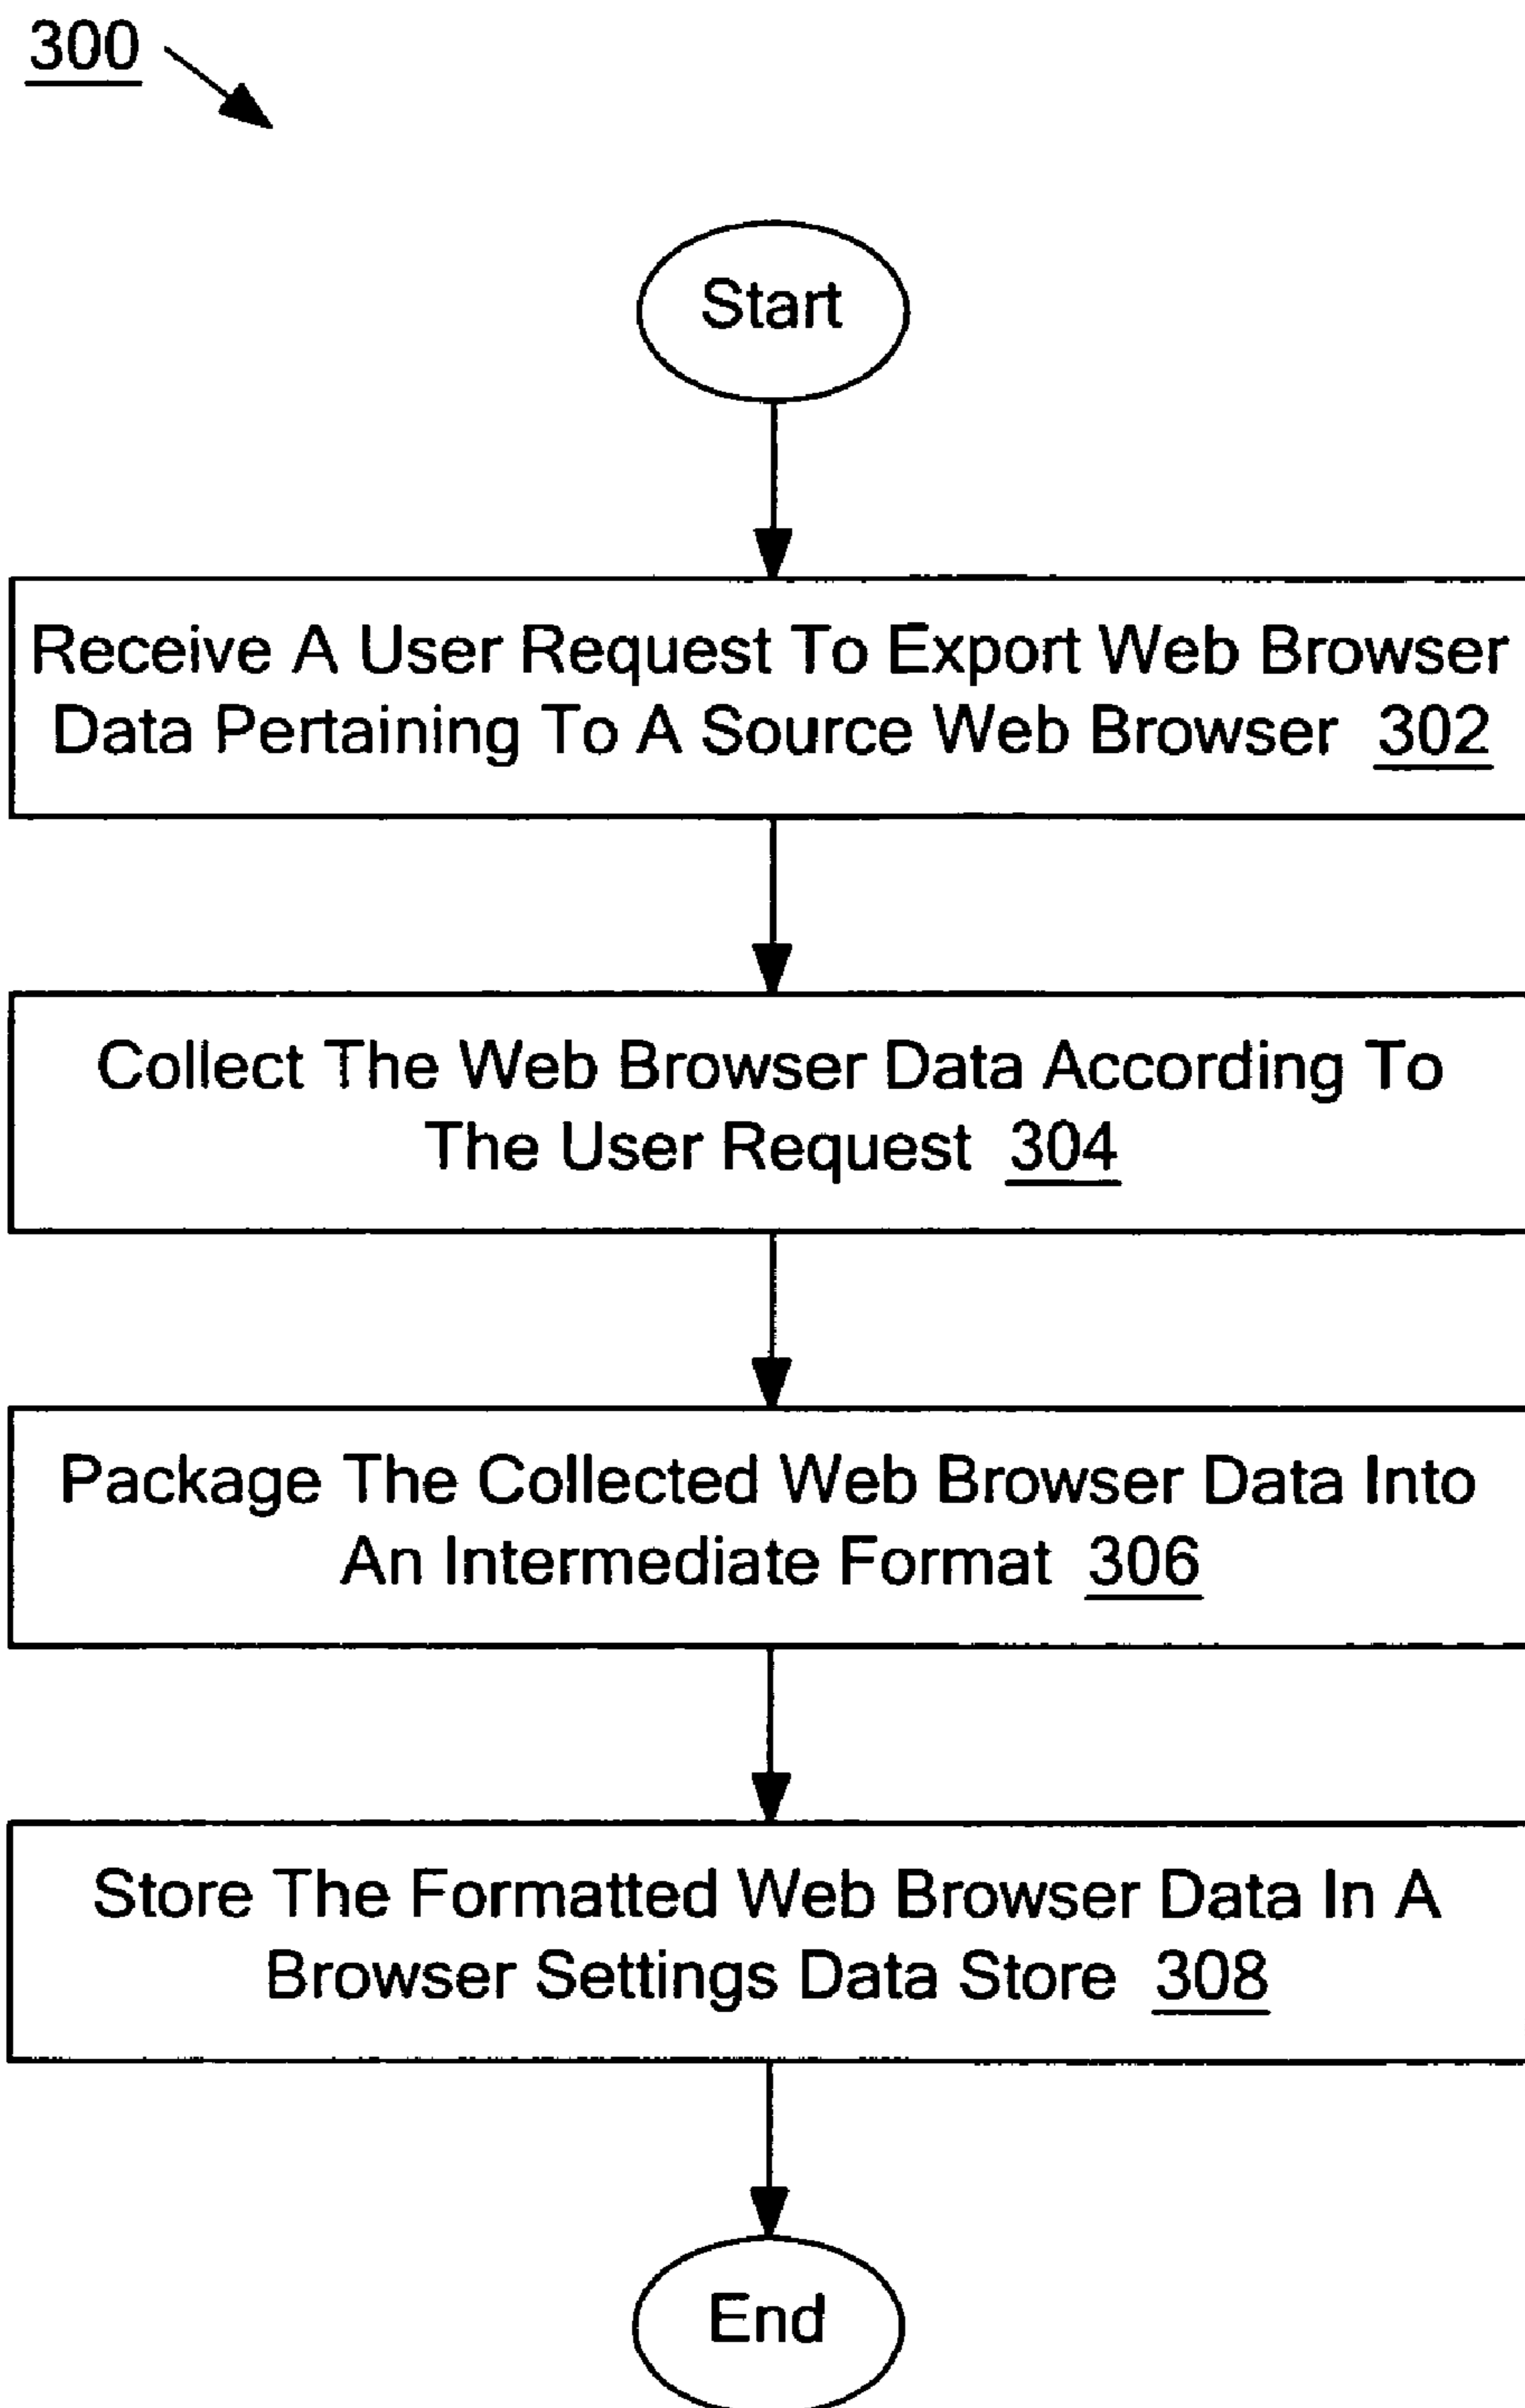 300
Start
Receive A User Request To Export Web Browser
Data Pertaining To A Source Web Browser 302
Collect The Web Browser Data According To
The User Request 304
Package The Collected Web Browser Data Into
An Intermediate Format 306
Store The Formatted Web Browser Data In A
Browser Settings Data Store 308
End